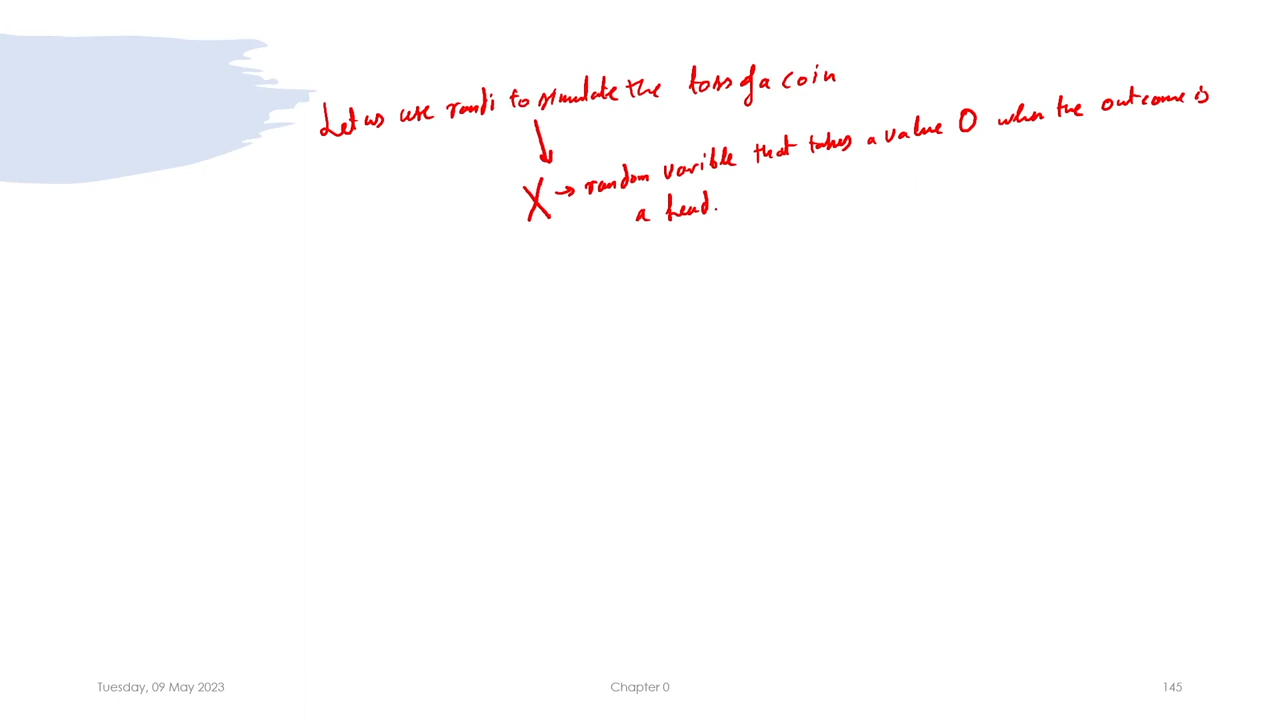 Let us use randi to simulate the toss of a coin
X → random varible that takes a value 0 when the outcome is
a head.
Tuesday, 09 May 2023
Chapter 0
145